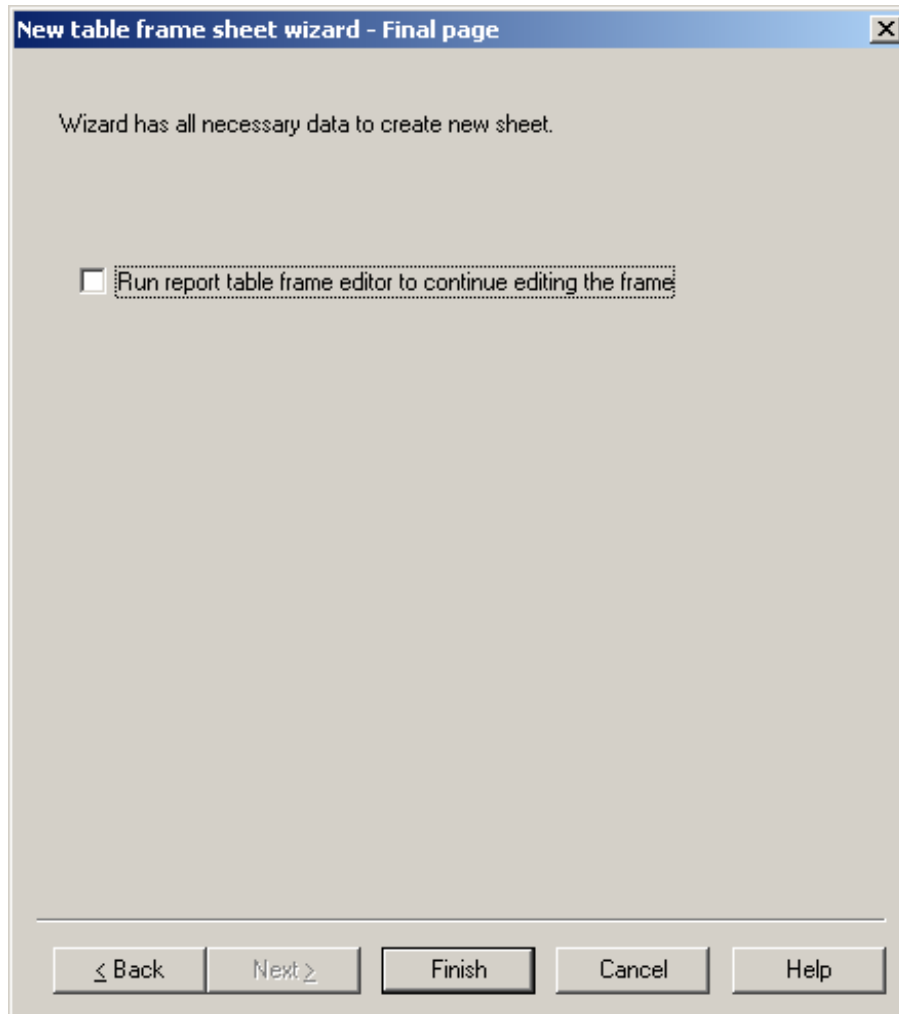 New table frame sheet wizard - Final page
Wizard has all necessary data to create new sheet.
Run report table frame editor to continue editing the frame
< Back Next > Finish Cancel Help